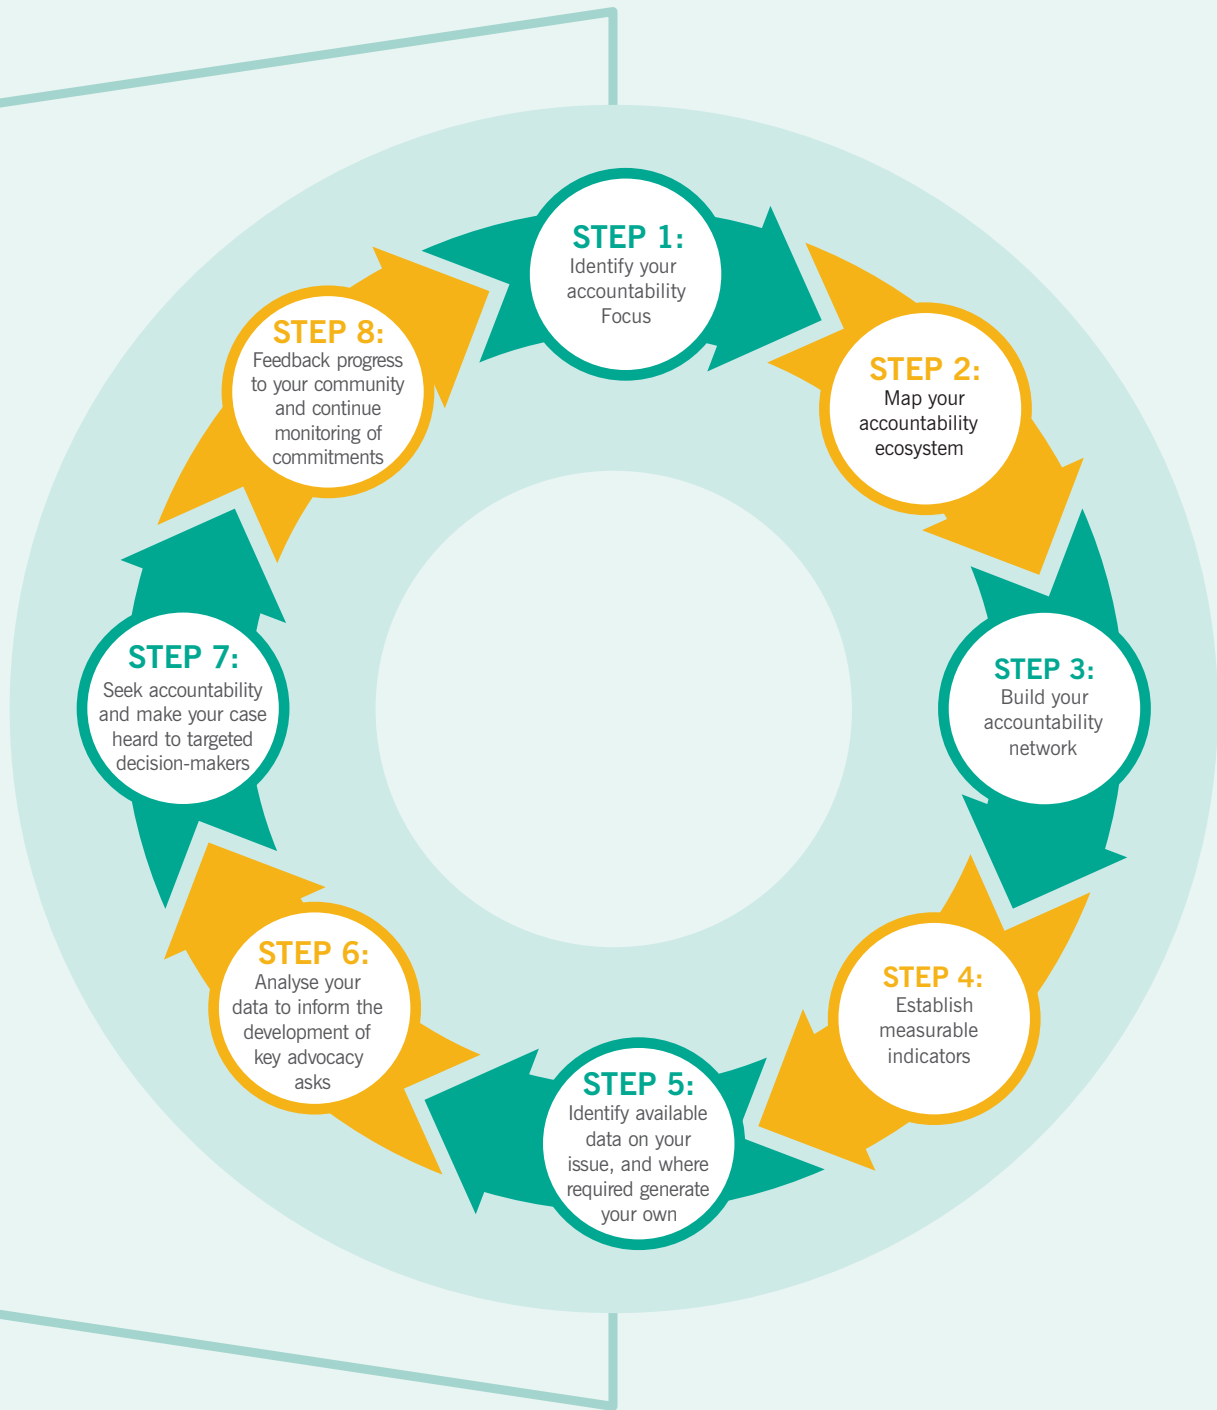 STEP 1:
Identify your
accountability
Focus
STEP 2:
Map your
accountability
ecosystem
STEP 3:
Build your
accountability
network
STEP 4:
Establish
measurable
indicators
STEP 5:
Identify available
data on your
issue, and where
required generate
your own
STEP 6:
Analyse your
data to inform the
development of
key advocacy
asks
STEP 7:
Seek accountability
and make your case
heard to targeted
decision-makers
STEP 8:
Feedback progress
to your community
and continue
monitoring of
commitments